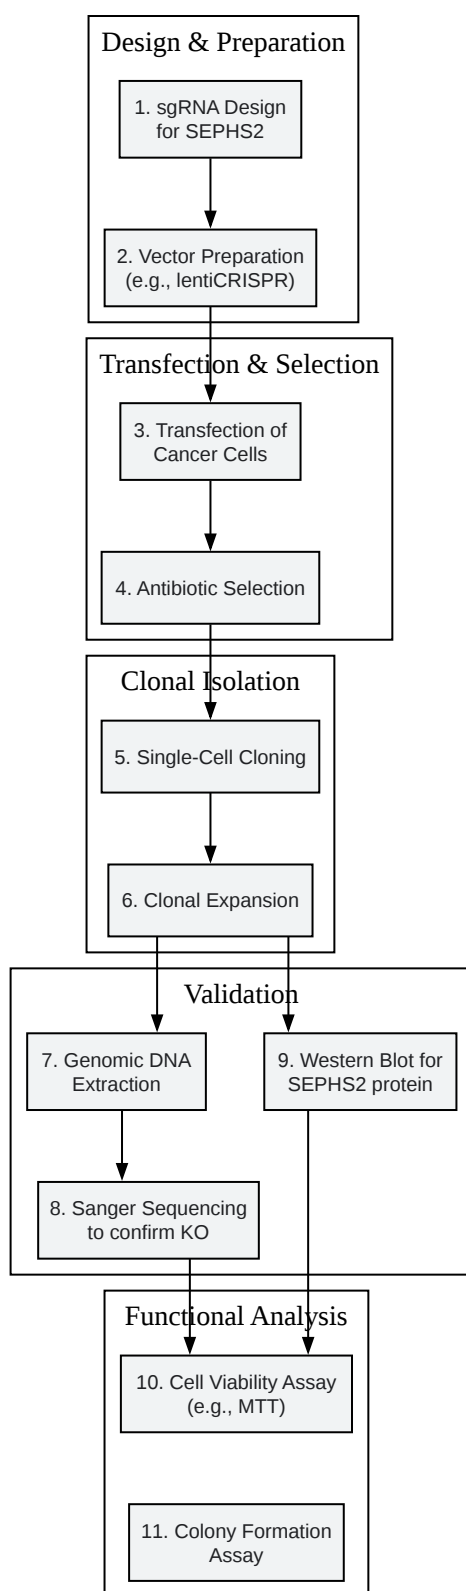 Design & Preparation
1. sgRNA Design
for SEPHS2
2. Vector Preparation
(e.g., lentiCRISPR)
Transfection & Selection
3. Transfection of
Cancer Cells
4. Antibiotic Selection
Clonal Isolation
5. Single-Cell Cloning
6. Clonal Expansion
Validation
7. Genomic DNA
Extraction
9. Western Blot for
SEPHS2 protein
8. Sanger Sequencing
to confirm KO
Functional Analysis
10. Cell Viability Assay
(e.g., MTT)
11. Colony Formation
Assay